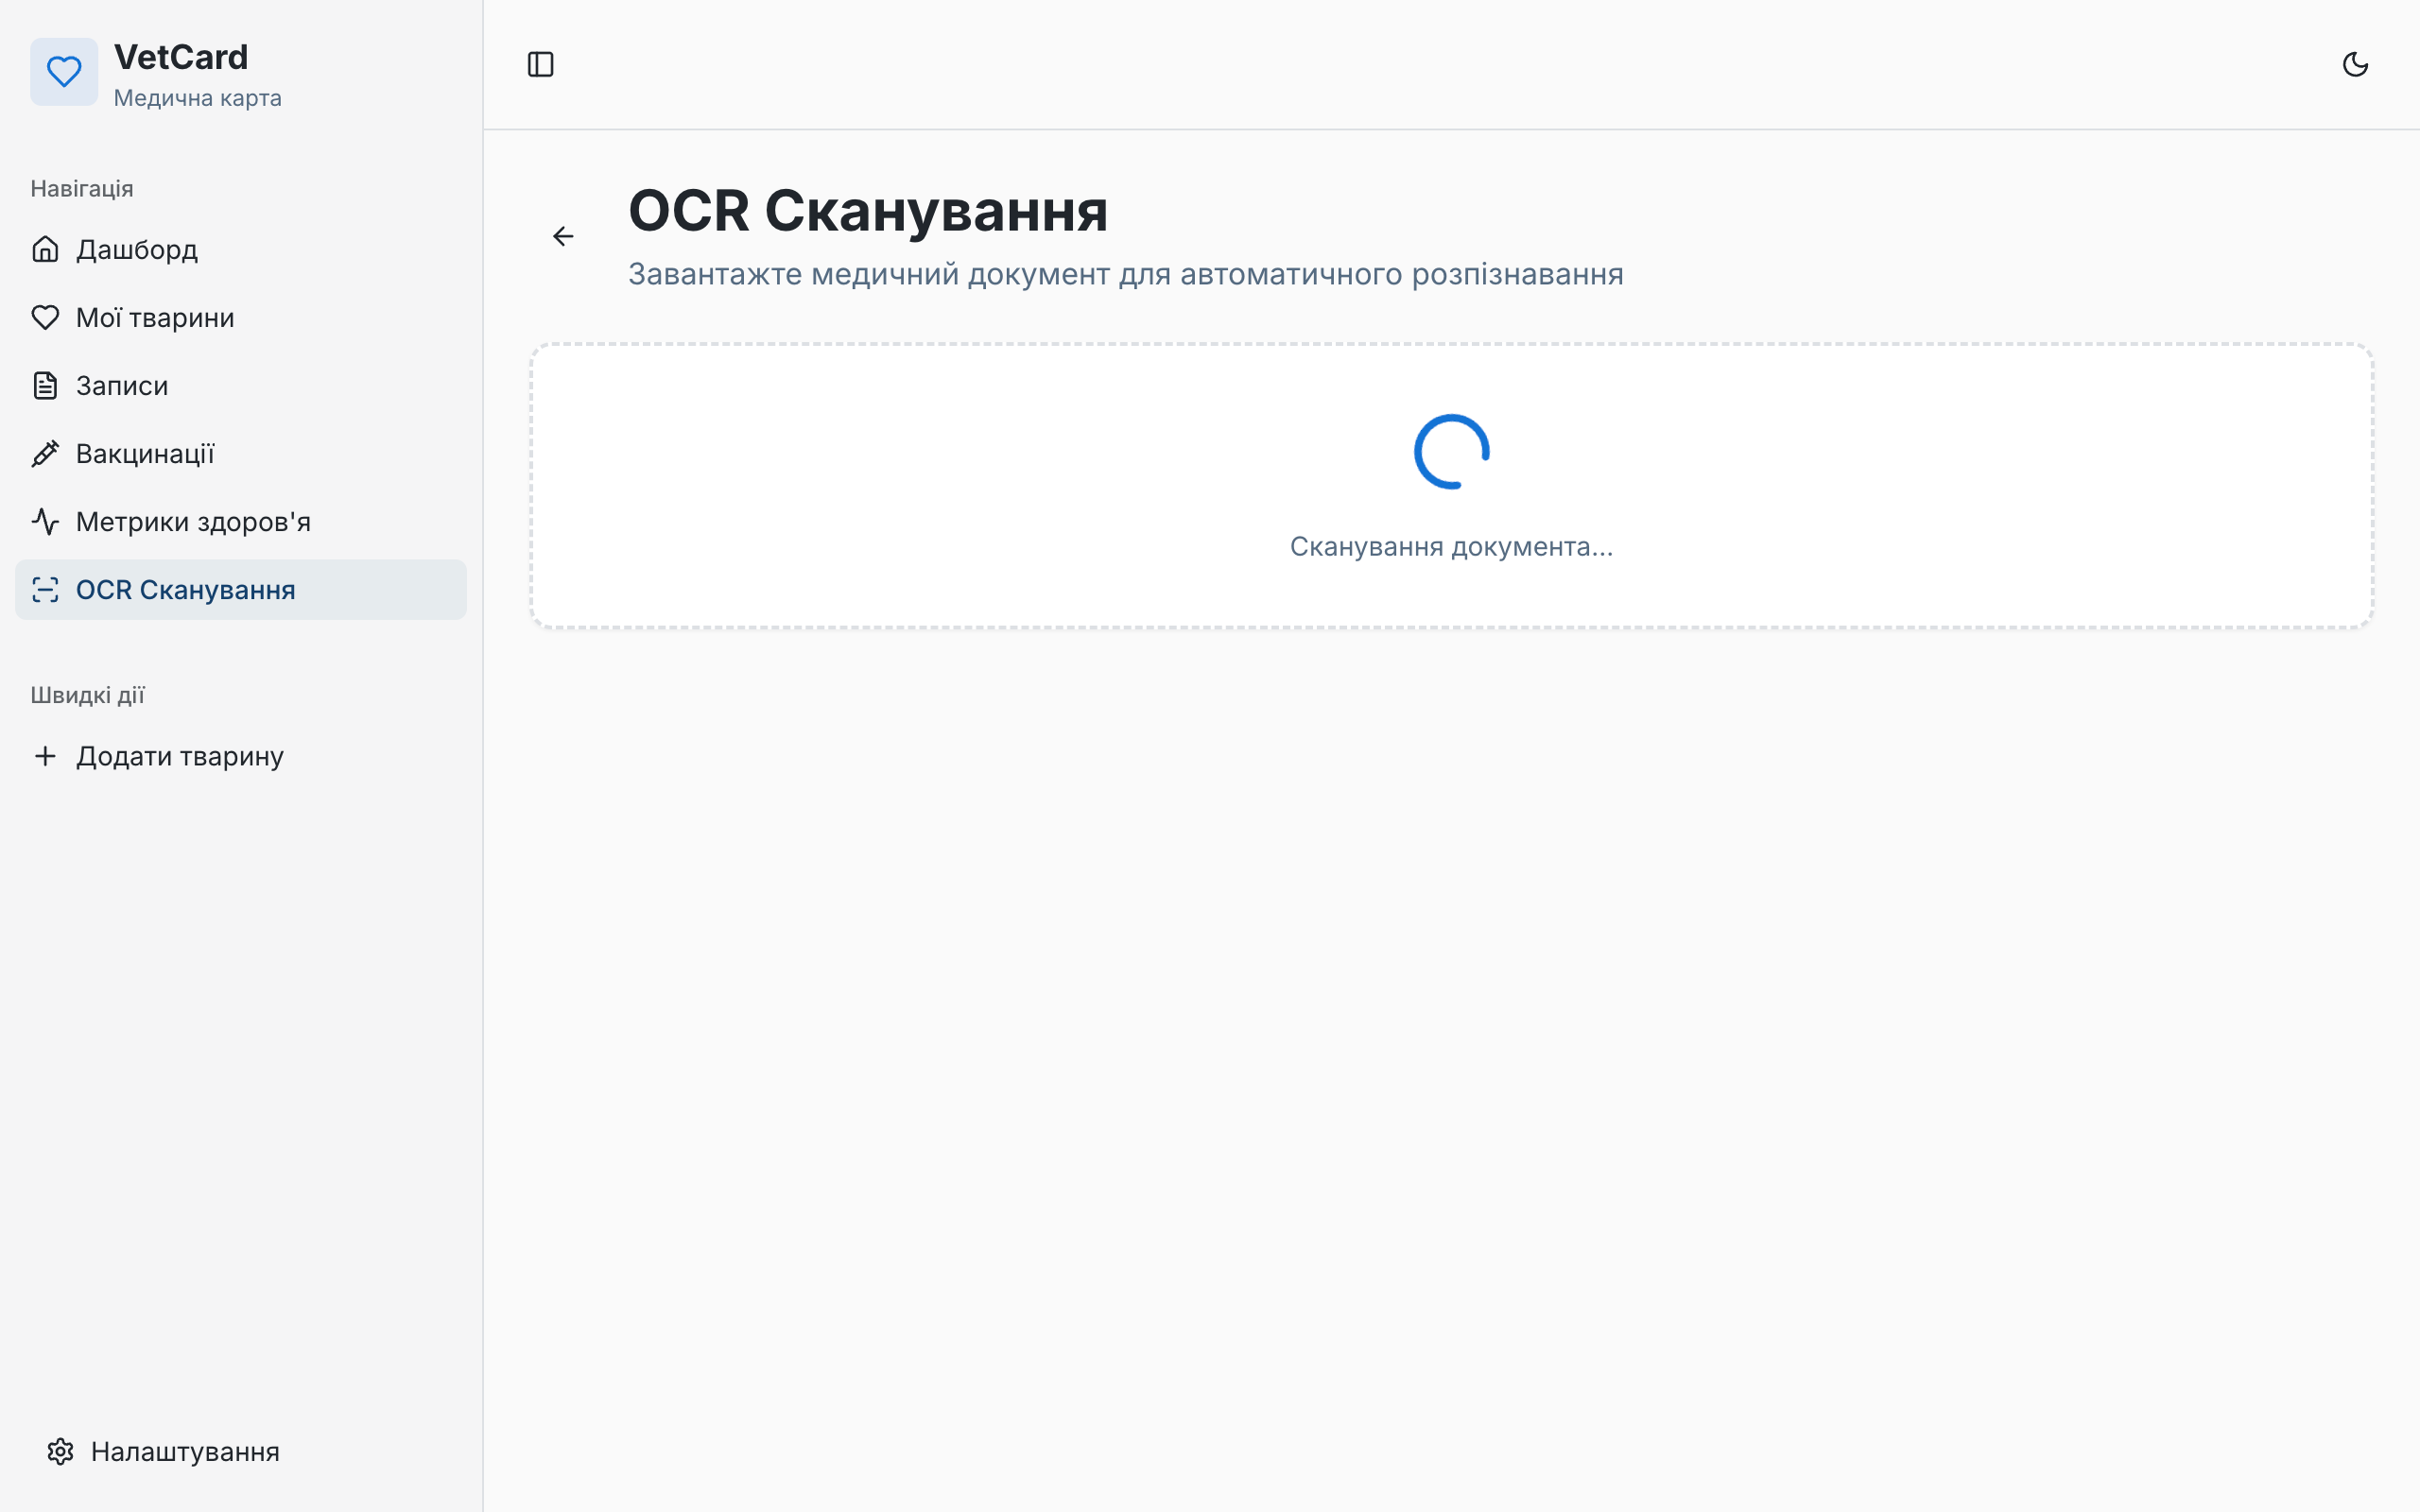 VetCard
Медична карта
Навігація
Дашборд
Мої тварини
Записи
Вакцинації
Метрики здоров'я
OCR Сканування
Швидкі дії
Додати тварину
Налаштування
OCR Сканування
Завантажте медичний документ для автоматичного розпізнавання
Сканування документа...